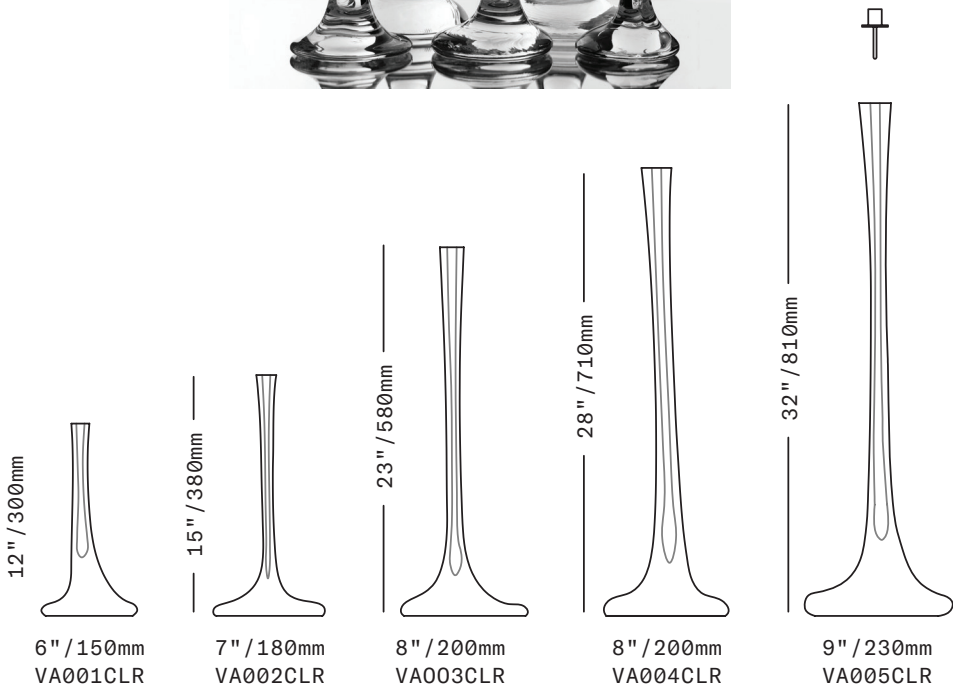 12"/300mm
15"/380mm
23"/580mm
28"/710mm
32"/810mm
6"/150mm
VA001CLR
7"/180mm
VA002CLR
8"/200mm
VAOO3CLR
8"/200mm
VA004CLR
9"/230mm
VA005CLR